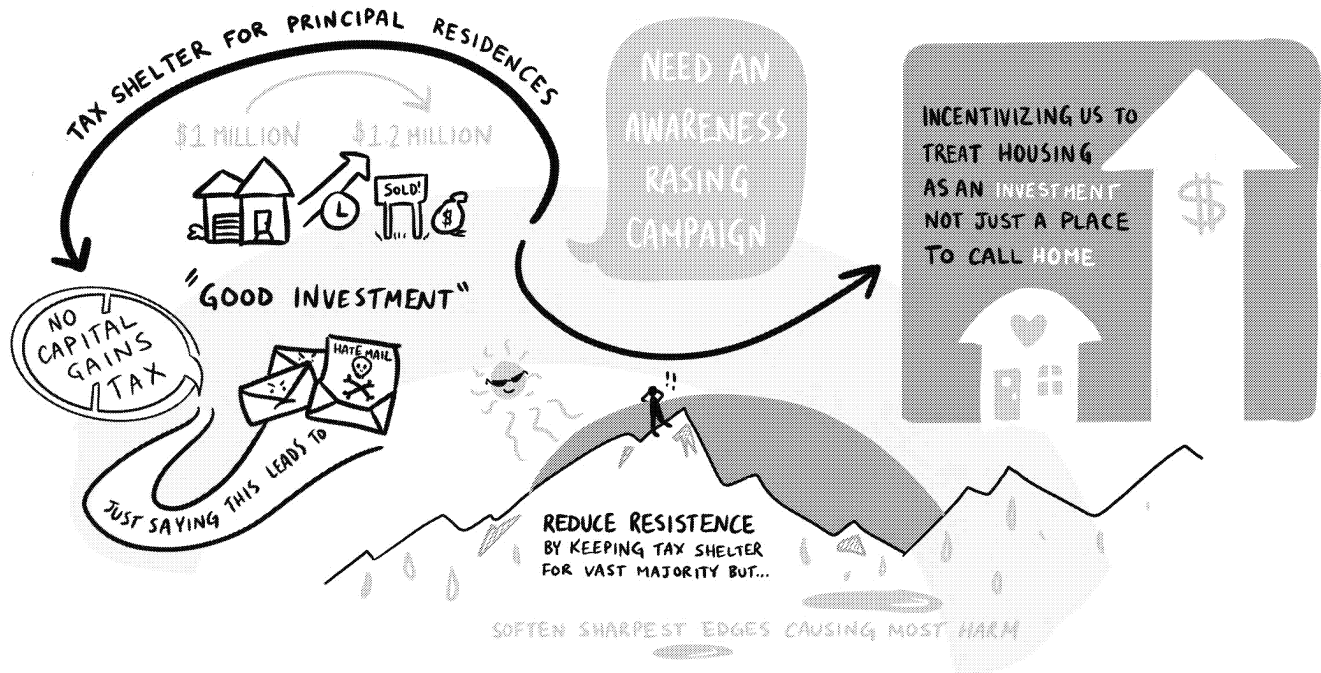 TAX SHELTER FOR PRINCIPAL RESIDENCES
$1 MILLION
$1.2 MILLION
SOLD!
$
"GOOD INVESTMENT"
NO
CAPITAL
GAINS
TAX
HATE MAIL
JUST SAYING THIS LEADS TO
NEED AN
AWARENESS
RASING
CAMPAIGN
INCENTIVIZING US TO
TREAT HOUSING
AS AN INVESTMENT
NOT JUST A PLACE
TO CALL HOME
$
!!
REDUCE RESISTENCE
BY KEEPING TAX SHELTER
FOR VAST MAJORITY BUT...
SOFTEN SHARPEST EDGES CAUSING MOST HARM